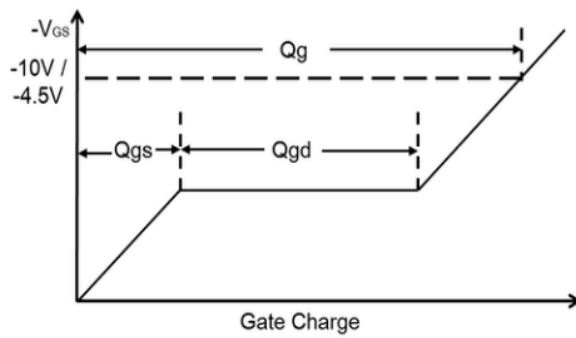 -VGS
Qg
-10V /
-4.5V
Qgs
Qgd
Gate Charge